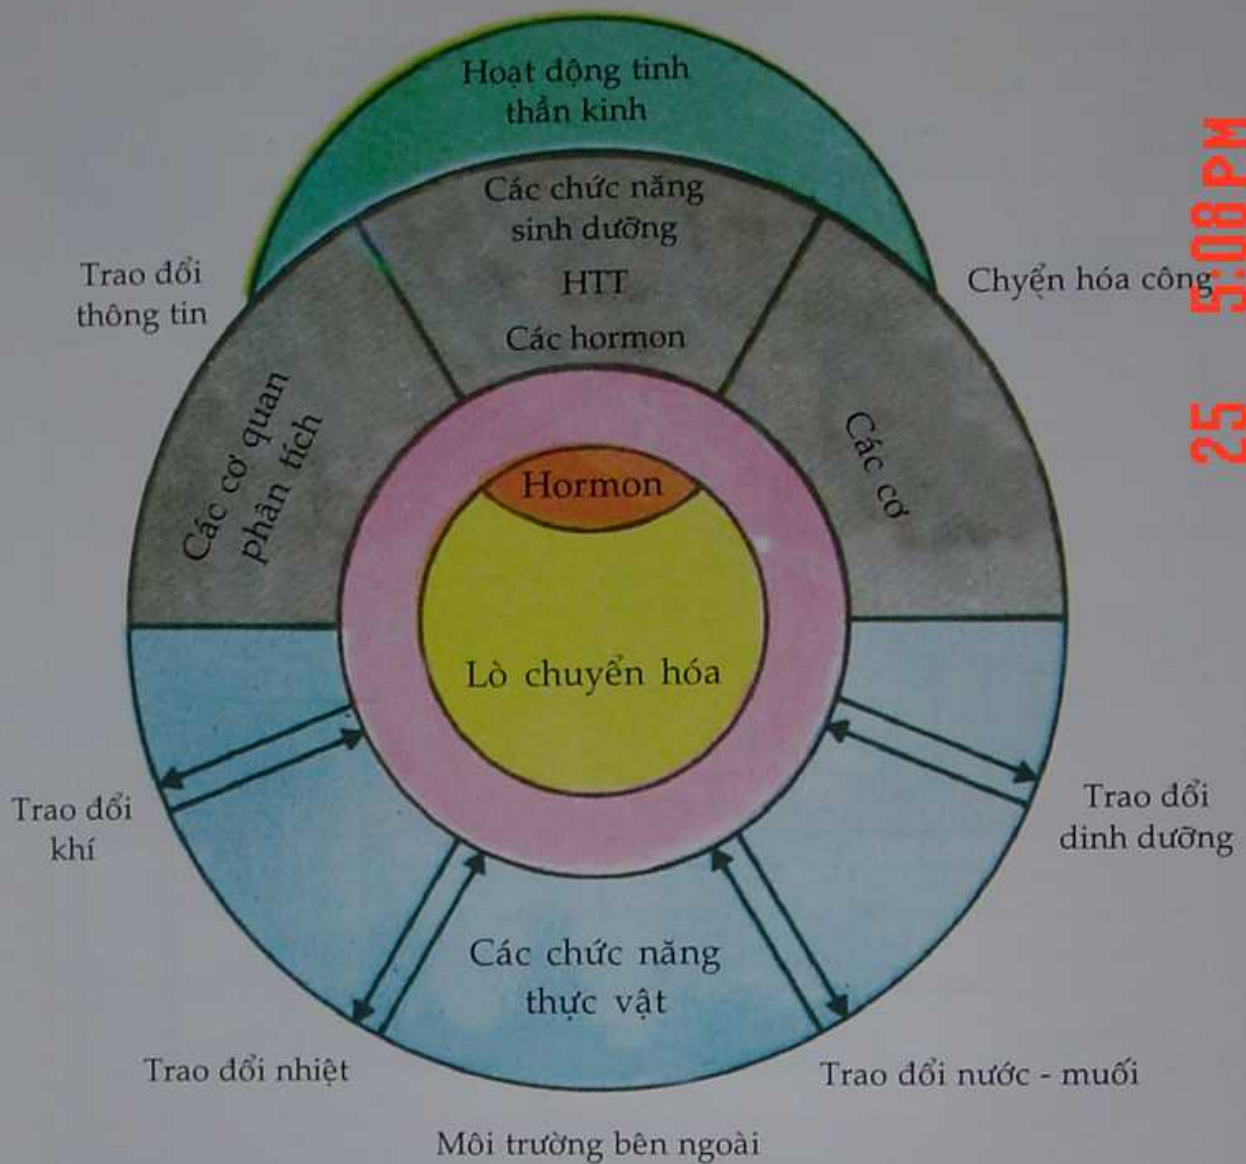 Hoạt dộng tinh
thần kinh
Các chức năng
sinh dưỡng
HTT
Các hormon
Trao đổi
thông tin
Chyển hóa công
25 5:08PM
Các cơ quan
phân tích
Các cơ
Hormon
Lò chuyển hóa
Trao đổi
khí
Trao đổi
dinh dưỡng
Các chức năng
thực vật
Trao đổi nhiệt
Trao đổi nước - muối
Môi trường bên ngoài